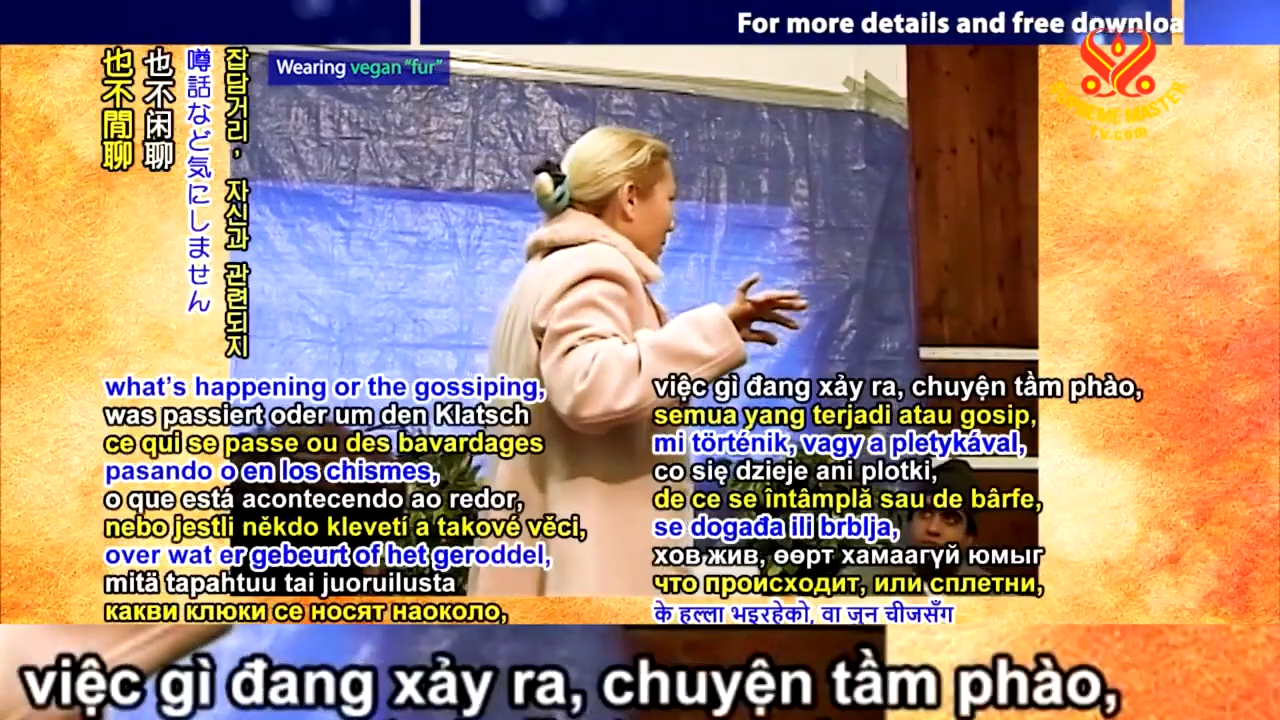 For more details and free downloa
SUPREME MASTER
tv.com
Wearing vegan "fur"
也不閒聊
也不闲聊
噂話など気にしません
잡담거리, 자신과 관련되지
what's happening or the gossiping,
was passiert oder um den Klatsch
ce qui se passe ou des bavardages
pasando o en los chismes,
o que está acontecendo ao redor,
nebo jestli někdo klevetí a takové věci,
over wat er gebeurt of het geroddel,
mitä tapahtuu tai juoruilusta
какви клюки се носят наоколо,
việc gì đang xảy ra, chuyện tầm phào,
semua yang terjadi atau gosip,
mi történik, vagy a pletykával,
co się dzieje ani plotki,
de ce se întâmplă sau de bârfe,
se događa ili brblja,
хов жив, өөрт хамаагүй юмыг
что происходит, или сплетни,
के हल्ला भइरहेको, वा जुन चीजसँग
việc gì đang xảy ra, chuyện tầm phào,